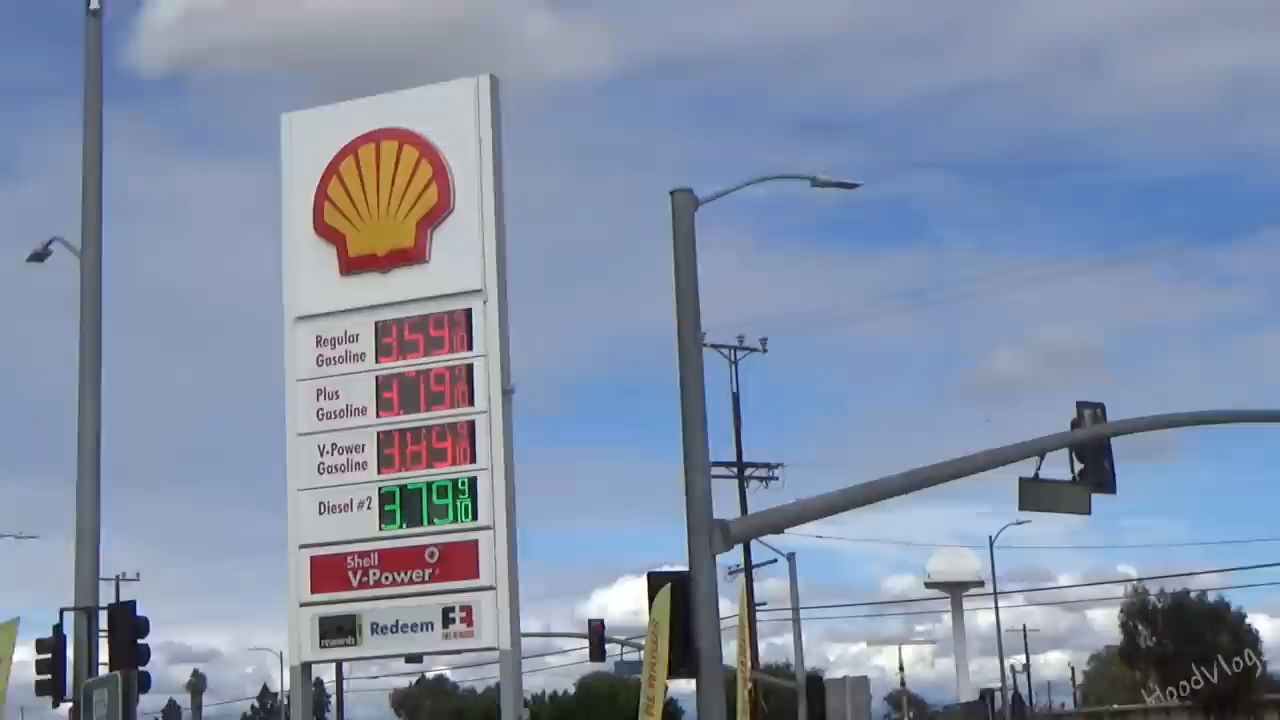 Regular
Gasoline 3.59 9/10
Plus
Gasoline 3.79 9/10
V-Power
Gasoline 3.89 9/10
Diesel #2 3.79 9/10
Shell
V-Power
rewards Redeem
HoodVlog